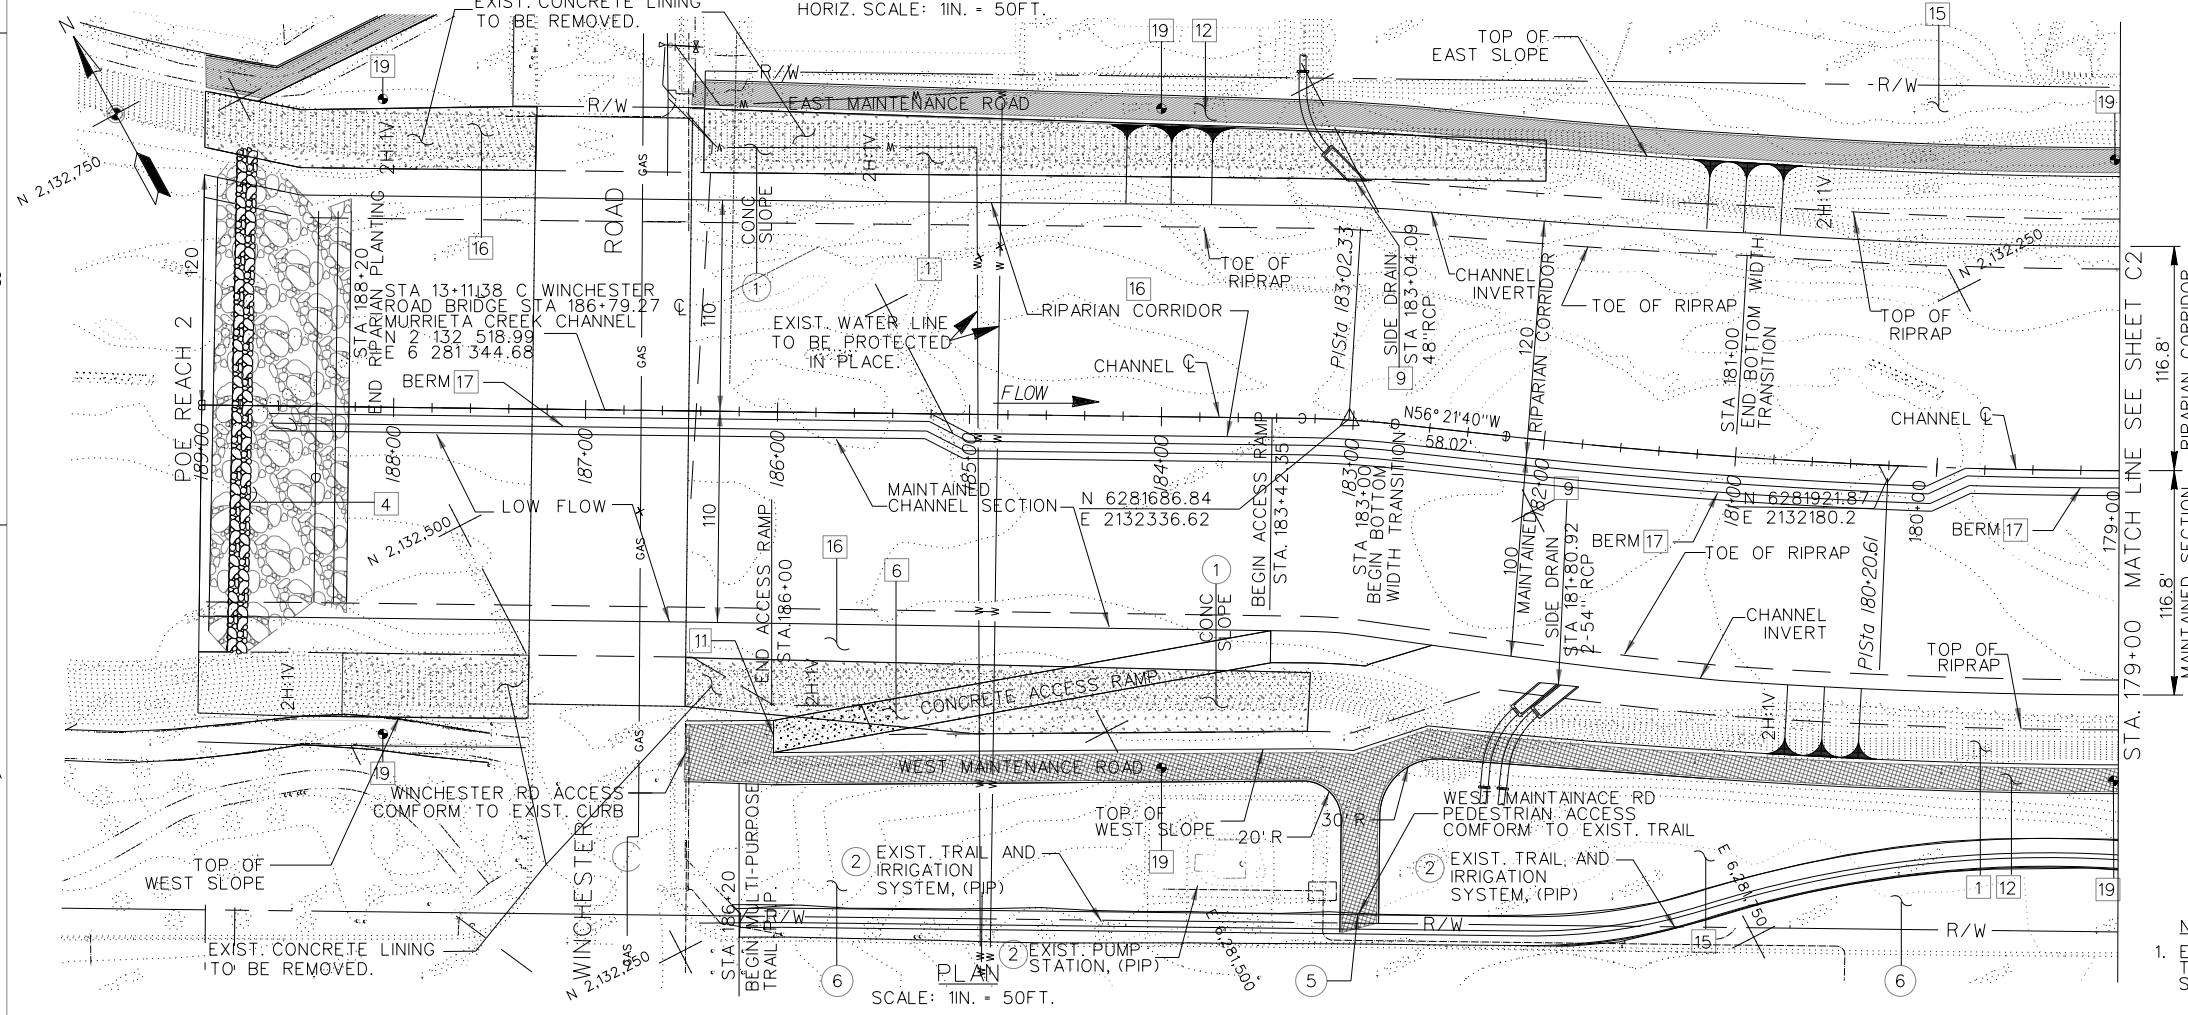 EXIST. CONCRETE LINING
TO BE REMOVED.
HORIZ. SCALE: 1IN. = 50FT.
19
12
15
TOP OF
EAST SLOPE
N
19
R/W
R/W
-R/W
19
EAST MAINTENANCE ROAD
2H:1V
2H:1V
2H:1V
N 2,132,750
GAS
CONC
SLOPE
ROAD
16
1
1
120
POE REACH 2
STA 188+20
END RIPARIAN PLANTING
STA 13+11.38 C WINCHESTER
ROAD BRIDGE STA 186+79.27 ℄
MURRIETA CREEK CHANNEL
N 2 132 518.99
E 6 281 344.68
BERM 17
110
EXIST. WATER LINE
TO BE PROTECTED
IN PLACE.
16
RIPARIAN CORRIDOR
TOE OF
RIPRAP
CHANNEL ℄
FLOW
PISta 183+02.33
SIDE DRAIN
STA 183+04.09
48"RCP
9
CHANNEL
INVERT
120
RIPARIAN CORRIDOR
TOE OF RIPRAP
STA 181+00
END BOTTOM WIDTH
TRANSITION
TOP OF
RIPRAP
N 2,132,250
CHANNEL ℄
116.8'
RIPARIAN CORRIDOR
STA. 179+00 MATCH LINE SEE SHEET C2
189+00
188+00
187+00
186+00
185+00
184+00
183+00
182+00
181+00
180+00
179+00
N56° 21'40"W
58.02'
4
LOW FLOW
GAS
N 2,132,500
110
MAINTAINED
CHANNEL SECTION
N 6281686.84
E 2132336.62
BEGIN ACCESS RAMP
STA. 183+42.35
STA 183+00
BEGIN BOTTOM
WIDTH TRANSITION
100
MAINTAINED
9
SIDE DRAIN
STA 181+80.92
2-54" RCP
BERM 17
TOE OF RIPRAP
N 6281921.87
E 2132180.2
PISta 180+20.61
BERM 17
116.8'
MAINTAINED SECTION
END ACCESS RAMP
STA.186+00
16
6
1
CONC
SLOPE
CHANNEL
INVERT
TOP OF
RIPRAP
11
2H:1V
2H:1V
2H:1V
CONCRETE ACCESS RAMP
GAS
WEST MAINTENANCE ROAD
19
WINCHESTER RD ACCESS
COMFORM TO EXIST. CURB
TOP OF
WEST SLOPE
20' R
30' R
WEST MAINTAINACE RD
PEDESTRIAN ACCESS
COMFORM TO EXIST. TRAIL
TOP OF
WEST SLOPE
WINCHESTER
STA 186+20
BEGIN MULTI-PURPOSE
TRAIL, TYP.
2
EXIST. TRAIL AND
IRRIGATION
SYSTEM, (PIP)
19
2
EXIST. TRAIL AND
IRRIGATION
SYSTEM, (PIP)
E 6,281,750
1
12
19
R/W
R/W
R/W
EXIST. CONCRETE LINING
TO BE REMOVED.
GAS
N 2,132,250
6
2
EXIST. PUMP
STATION, (PIP)
E 6,281,500
5
15
6
PLAN
SCALE: 1IN. = 50FT.
1.